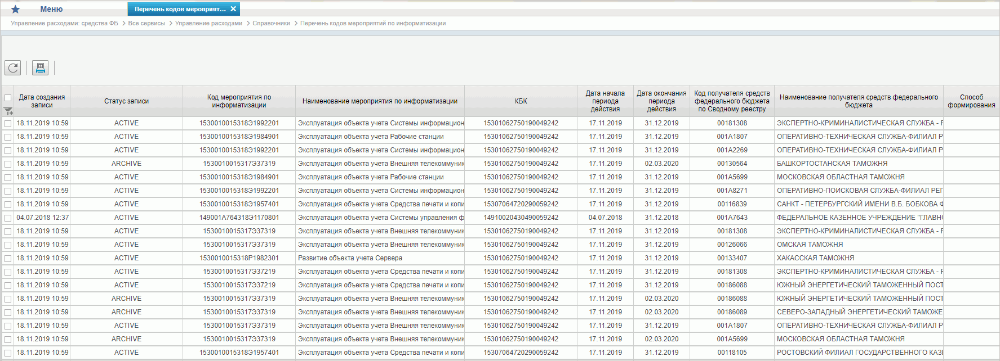 Меню
Перечень кодов мероприят...
Управление расходами: средства ФБ > Все сервисы > Управление расходами > Справочники > Перечень кодов мероприятий по информатизации
Дата создания записи Статус записи Код мероприятия по информатизации Наименование мероприятия по информатизации КБК Дата начала периода действия Дата окончания периода действия Код получателя средств федерального бюджета по Сводному реестру Наименование получателя средств федерального бюджета Способ формирования
18.11.2019 10:59 ACTIVE 1530010015318Э1992201 Эксплуатация объекта учета Системы информацион 15301062750190049242 17.11.2019 31.12.2019 00181308 ЭКСПЕРТНО-КРИМИНАЛИСТИЧЕСКАЯ СЛУЖБА -
18.11.2019 10:59 ACTIVE 1530010015318Э1984901 Эксплуатация объекта учета Рабочие станции 15301062750190049242 17.11.2019 31.12.2019 001A1807 ОПЕРАТИВНО-ТЕХНИЧЕСКАЯ СЛУЖБА-ФИЛИАЛ Р
18.11.2019 10:59 ACTIVE 1530010015318Э1992201 Эксплуатация объекта учета Системы информацион 15301062750190049242 17.11.2019 31.12.2019 001A2269 ОПЕРАТИВНО-ТЕХНИЧЕСКАЯ СЛУЖБА-ФИЛИАЛ Р
18.11.2019 10:59 ARCHIVE 1530010015317Э37319 Эксплуатация объекта учета Внешняя телекоммуник 15301062750190049242 17.11.2019 02.03.2020 00130564 БАШКОРТОСТАНСКАЯ ТАМОЖНЯ
18.11.2019 10:59 ACTIVE 1530010015318Э1984901 Эксплуатация объекта учета Рабочие станции 15301062750190049242 17.11.2019 31.12.2019 001A5699 МОСКОВСКАЯ ОБЛАСТНАЯ ТАМОЖНЯ
18.11.2019 10:59 ACTIVE 1530010015318Э1992201 Эксплуатация объекта учета Системы информацион 15301062750190049242 17.11.2019 31.12.2019 001A8271 ОПЕРАТИВНО-ПОИСКОВАЯ СЛУЖБА-ФИЛИАЛ РЕГ
18.11.2019 10:59 ACTIVE 1530010015318Э1957401 Эксплуатация объекта учета Средства печати и копи 15307064720290059242 17.11.2019 31.12.2019 00116839 САНКТ - ПЕТЕРБУРГСКИЙ ИМЕНИ В.Б. БОБКОВА Ф
04.07.2018 12:37 ACTIVE 149001А764318Э1170801 Эксплуатация объекта учета Системы управления ф 14910020430490059242 04.07.2018 31.12.2018 001A7643 ФЕДЕРАЛЬНОЕ КАЗЕННОЕ УЧРЕЖДЕНИЕ "ГЛАВНО
18.11.2019 10:59 ACTIVE 1530010015317Э37319 Эксплуатация объекта учета Внешняя телекоммуник 15301062750190049242 17.11.2019 31.12.2019 00181308 ЭКСПЕРТНО-КРИМИНАЛИСТИЧЕСКАЯ СЛУЖБА -
18.11.2019 10:59 ACTIVE 1530010015317Э37319 Эксплуатация объекта учета Внешняя телекоммуник 15301062750190049242 17.11.2019 31.12.2019 00126066 ОМСКАЯ ТАМОЖНЯ
18.11.2019 10:59 ACTIVE 1530010015318Р1982301 Развитие объекта учета Сервера 15301062750190049242 17.11.2019 31.12.2019 00133407 ХАКАССКАЯ ТАМОЖНЯ
18.11.2019 10:59 ACTIVE 1530010015317Э37219 Эксплуатация объекта учета Средства печати и копи 15301062750190049242 17.11.2019 31.12.2019 00181308 ЭКСПЕРТНО-КРИМИНАЛИСТИЧЕСКАЯ СЛУЖБА -
18.11.2019 10:59 ACTIVE 1530010015317Э37219 Эксплуатация объекта учета Средства печати и копи 15301062750190049242 17.11.2019 31.12.2019 00186088 ЮЖНЫЙ ЭНЕРГЕТИЧЕСКИЙ ТАМОЖЕННЫЙ ПОСТ
18.11.2019 10:59 ARCHIVE 1530010015317Э37319 Эксплуатация объекта учета Внешняя телекоммуник 15301062750190049242 17.11.2019 02.03.2020 00186088 ЮЖНЫЙ ЭНЕРГЕТИЧЕСКИЙ ТАМОЖЕННЫЙ ПОСТ
18.11.2019 10:59 ARCHIVE 1530010015317Э37319 Эксплуатация объекта учета Внешняя телекоммуник 15301062750190049242 17.11.2019 02.03.2020 00186089 СЕВЕРО-ЗАПАДНЫЙ ЭНЕРГЕТИЧЕСКИЙ ТАМОЖЕ
18.11.2019 10:59 ACTIVE 1530010015317Э37319 Эксплуатация объекта учета Внешняя телекоммуник 15301062750190049242 17.11.2019 31.12.2019 001A1807 ОПЕРАТИВНО-ТЕХНИЧЕСКАЯ СЛУЖБА-ФИЛИАЛ Р
18.11.2019 10:59 ARCHIVE 1530010015317Э37319 Эксплуатация объекта учета Внешняя телекоммуник 15301062750190049242 17.11.2019 02.03.2020 001A5699 МОСКОВСКАЯ ОБЛАСТНАЯ ТАМОЖНЯ
18.11.2019 10:59 ACTIVE 1530010015318Э1957401 Эксплуатация объекта учета Средства печати и копи 15307064720290059242 17.11.2019 31.12.2019 00118105 РОСТОВСКИЙ ФИЛИАЛ ГОСУДАРСТВЕННОГО КАЗ